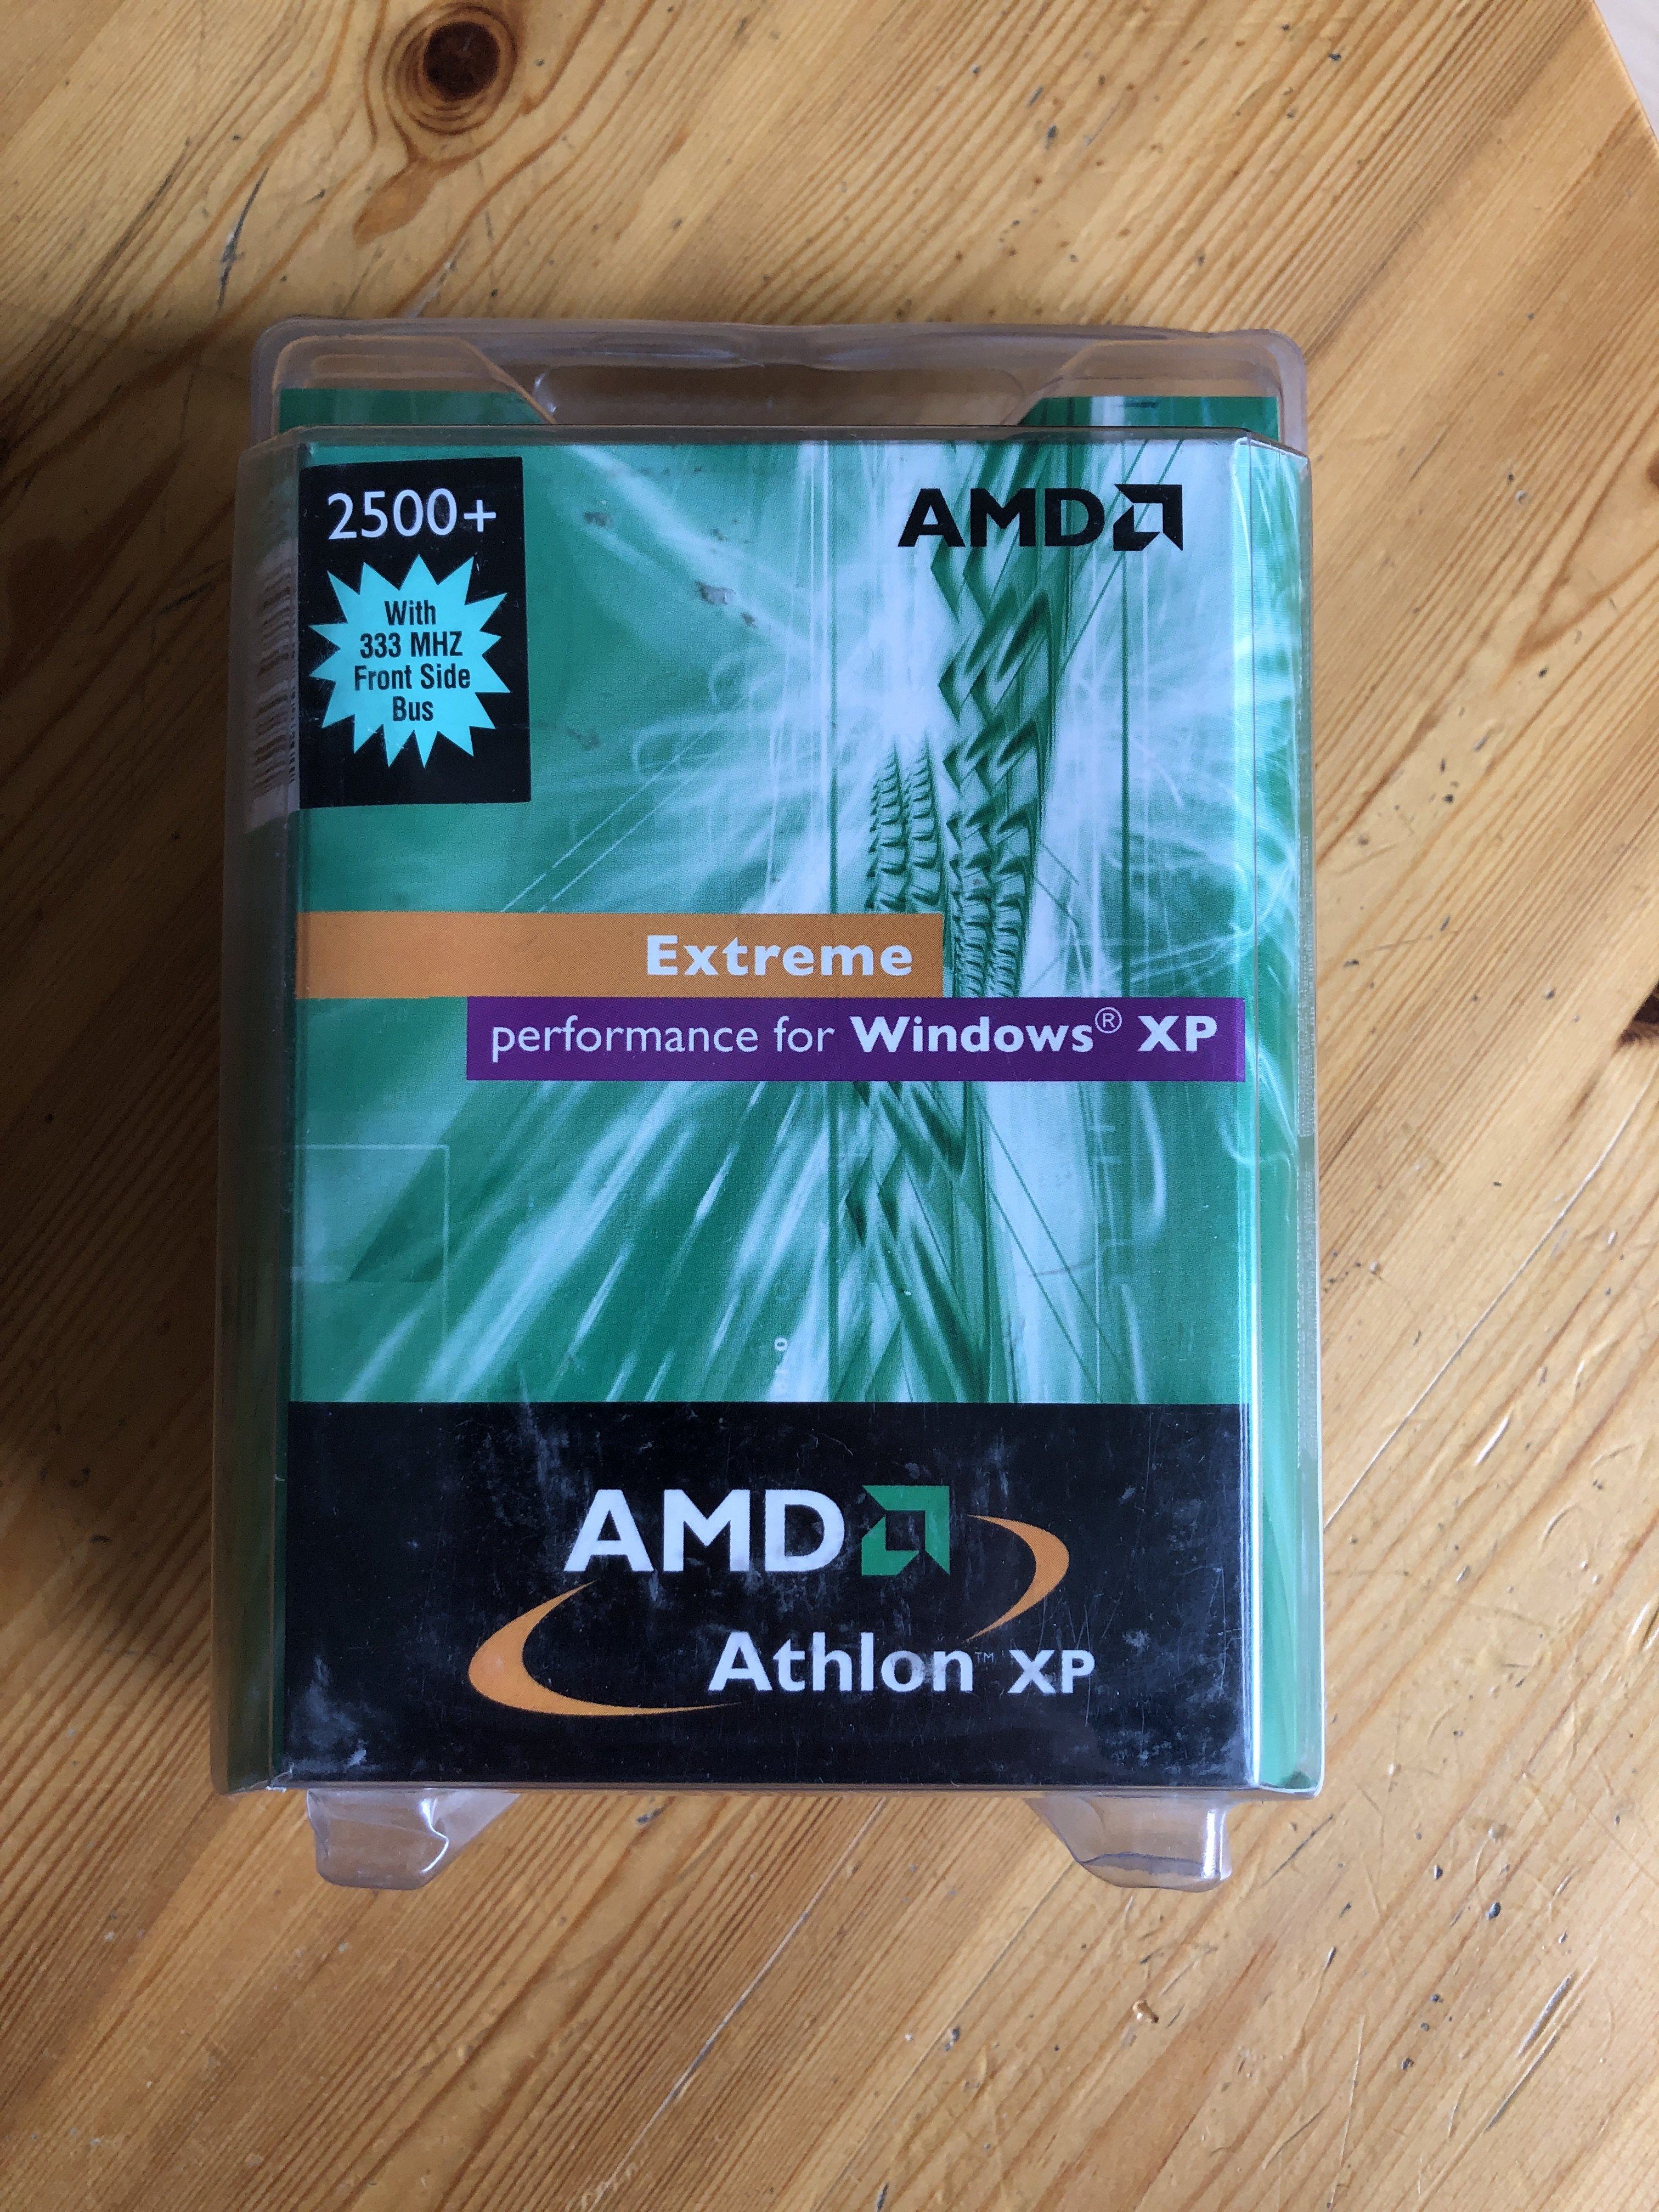 2500+
With
333 MHZ
Front Side
Bus
AMD
Extreme
performance for Windows® XP
AMD
Athlon™ XP